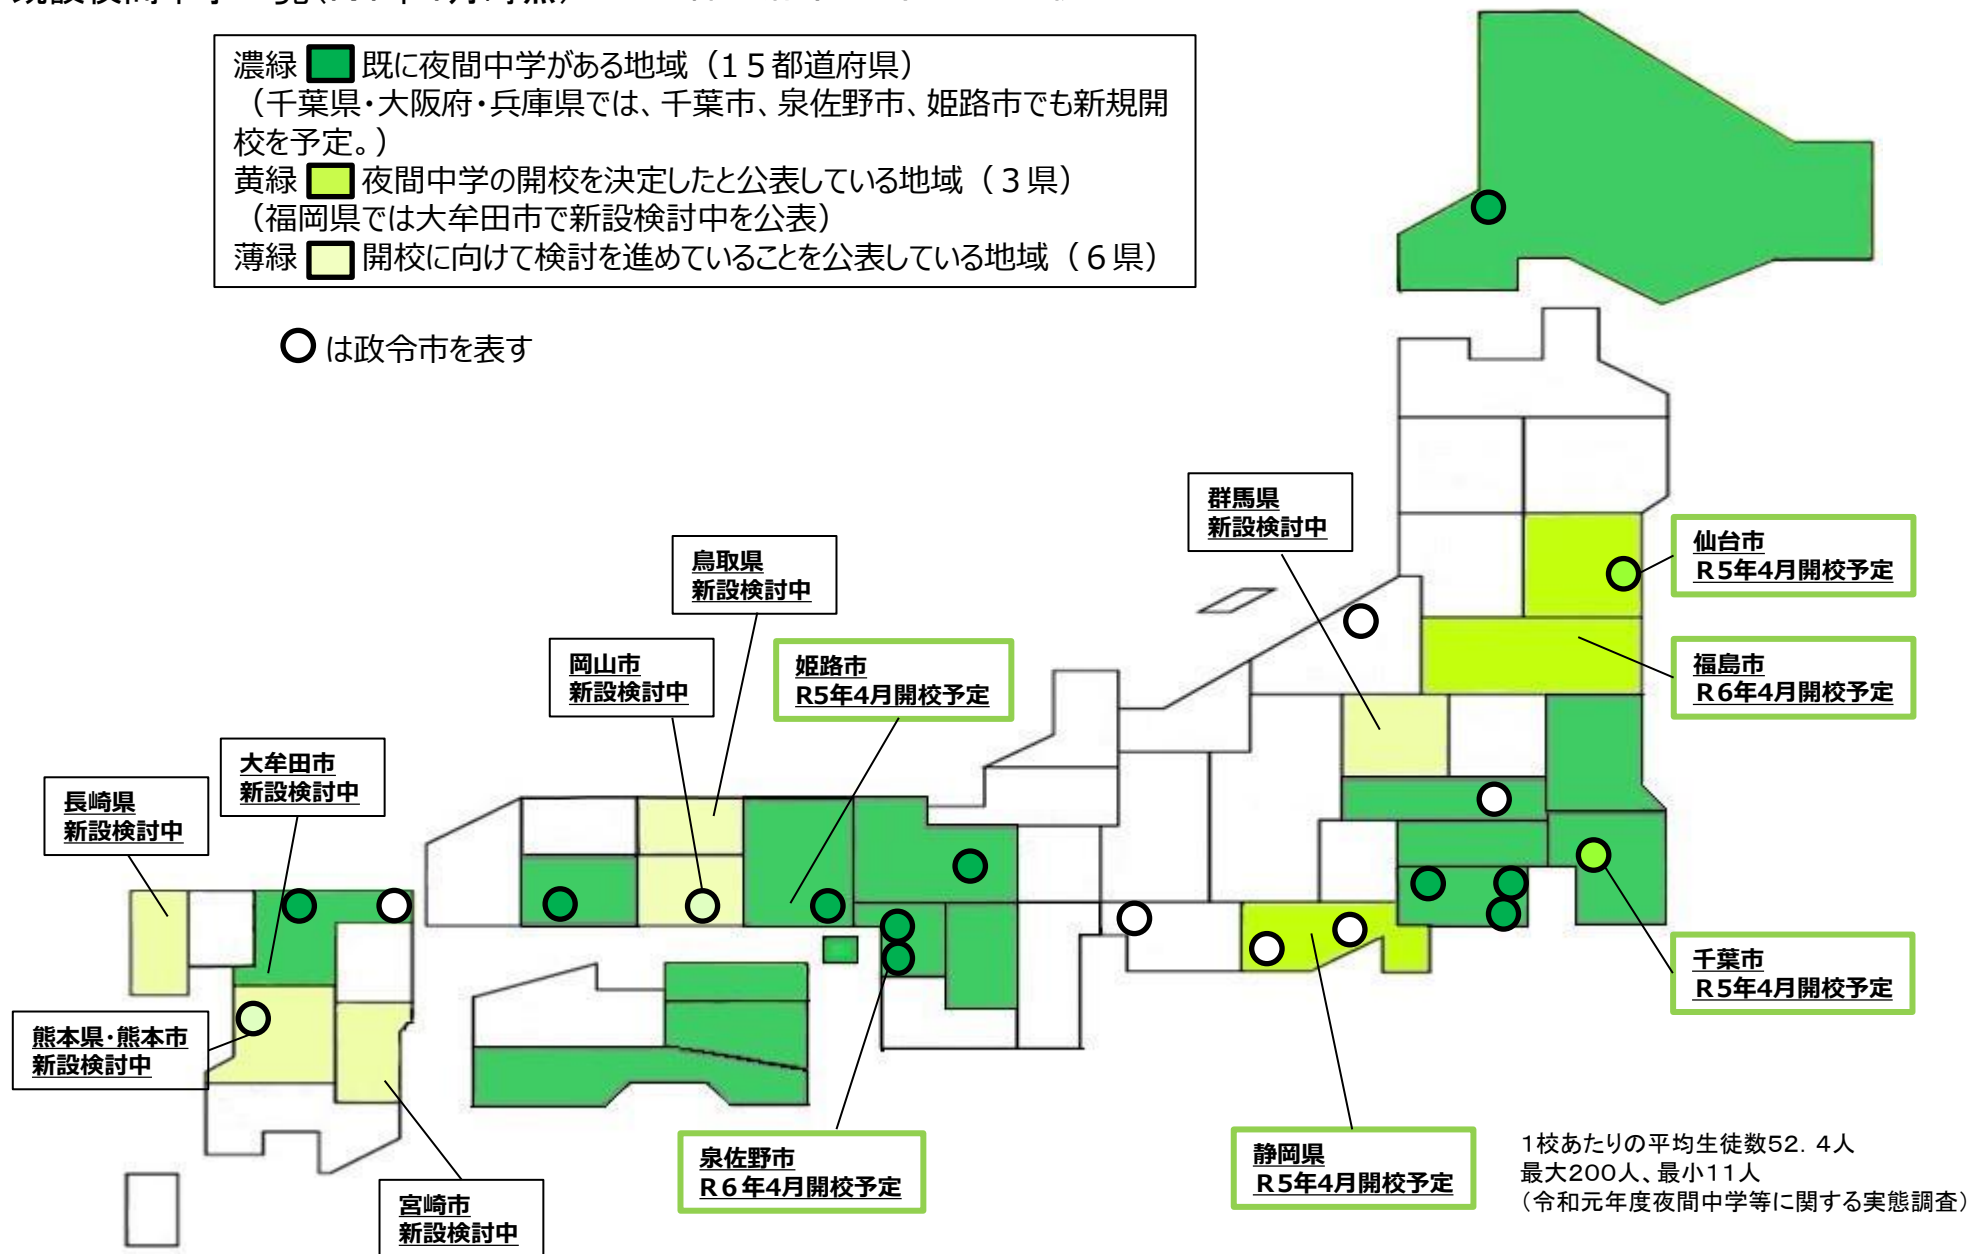 濃緑 既に夜間中学がある地域（１５都道府県）
（千葉県・大阪府・兵庫県では、千葉市、泉佐野市、姫路市でも新規開
校を予定。）
黄緑 夜間中学の開校を決定したと公表している地域（３県）
（福岡県では大牟田市で新設検討中を公表）
薄緑 開校に向けて検討を進めていることを公表している地域（６県）
は政令市を表す
群馬県
新設検討中
仙台市
Ｒ5年4月開校予定
鳥取県
新設検討中
岡山市
新設検討中
姫路市
R5年4月開校予定
福島市
Ｒ6年4月開校予定
大牟田市
新設検討中
長崎県
新設検討中
千葉市
Ｒ5年4月開校予定
熊本県・熊本市
新設検討中
泉佐野市
Ｒ６年4月開校予定
静岡県
Ｒ5年4月開校予定
宮崎市
新設検討中
1校あたりの平均生徒数52．4人
最大200人、最小11人
（令和元年度夜間中学等に関する実態調査）